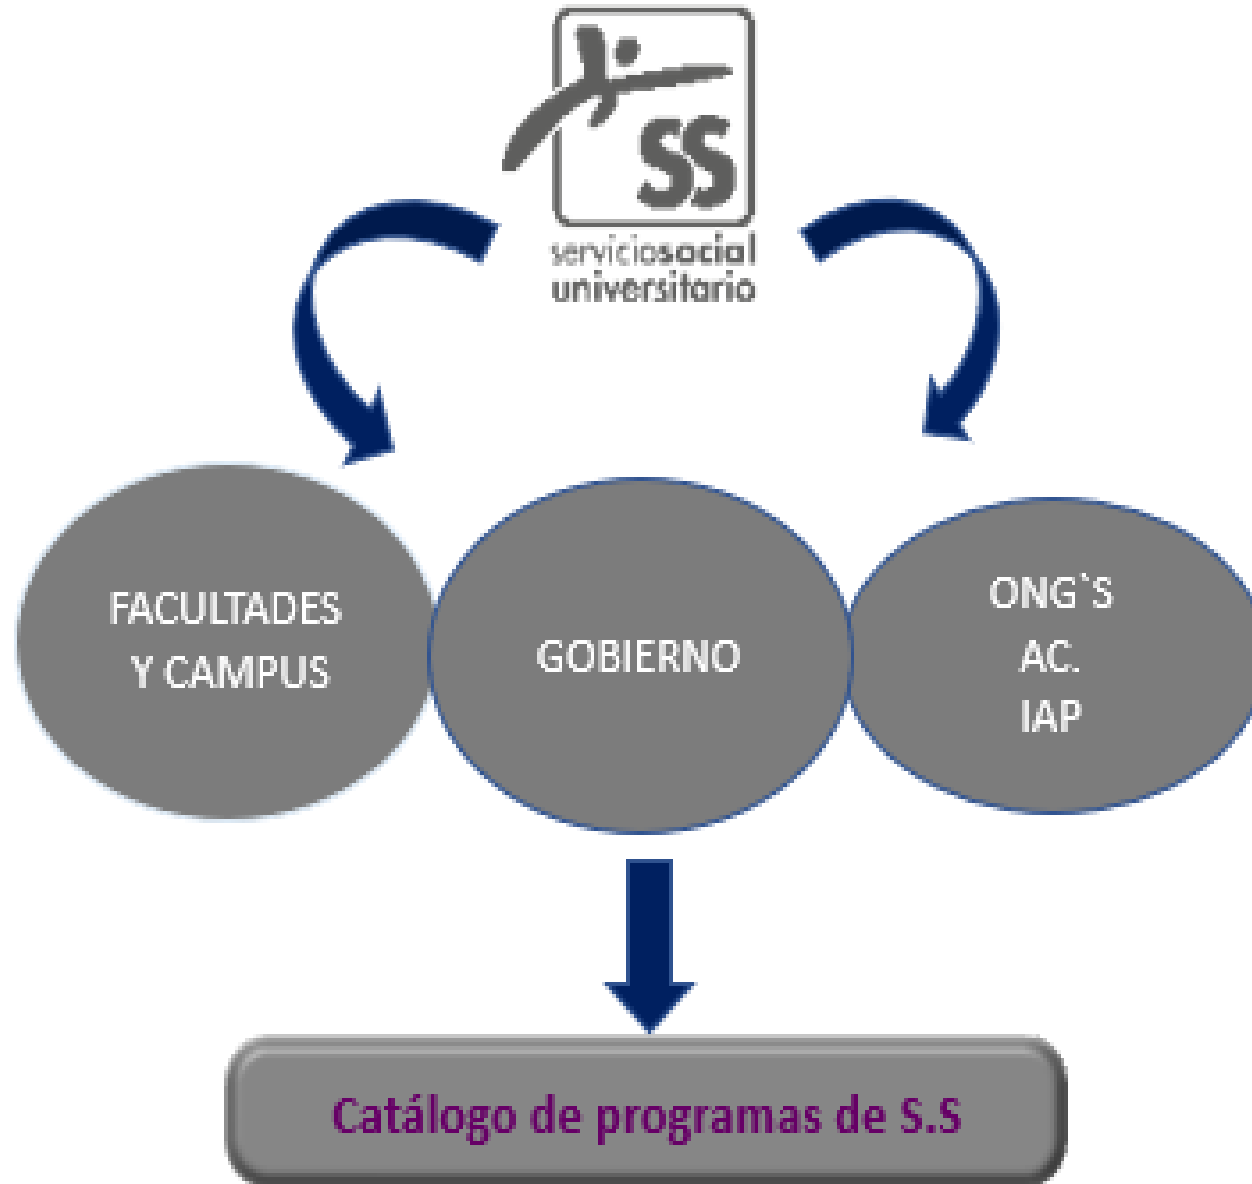 SS
serviciosocial
universitario
FACULTADES
Y CAMPUS
GOBIERNO
ONG`S
AC.
IAP
Catálogo de programas de S.S